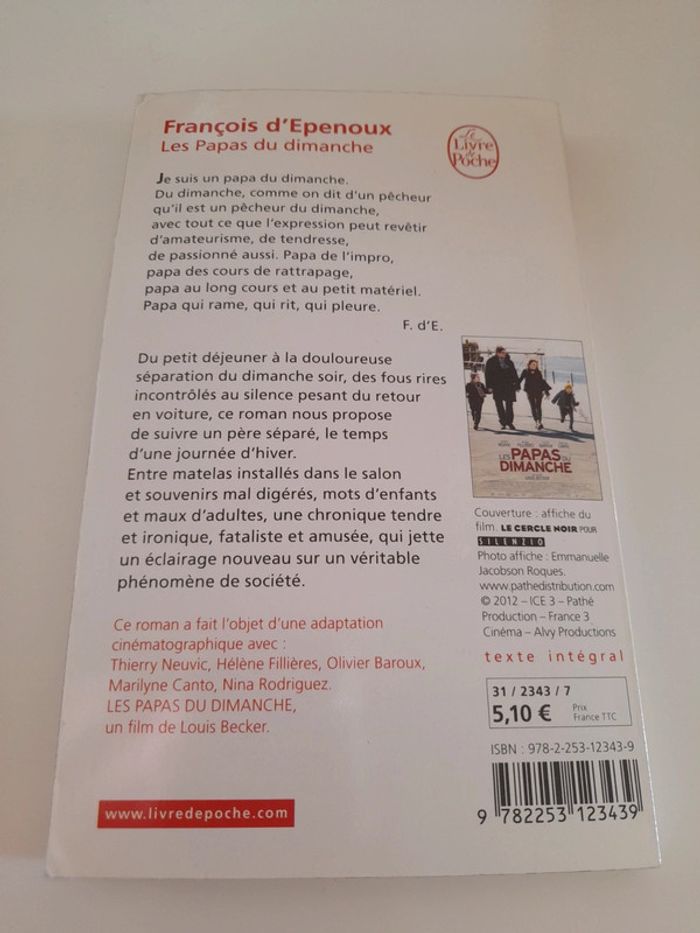 François d'Epenoux
Les Papas du dimanche
Le
Livre
de
Poche
Je suis un papa du dimanche.
Du dimanche, comme on dit d'un pêcheur
qu'il est un pêcheur du dimanche,
avec tout ce que l'expression peut revêtir
d'amateurisme, de tendresse,
de passionné aussi. Papa de l'impro,
papa des cours de rattrapage,
papa au long cours et au petit matériel.
Papa qui rame, qui rit, qui pleure.
F. d'E.
Du petit déjeuner à la douloureuse
séparation du dimanche soir, des fous rires
incontrôlés au silence pesant du retour
en voiture, ce roman nous propose
de suivre un père séparé, le temps
d'une journée d'hiver.
Entre matelas installés dans le salon
et souvenirs mal digérés, mots d'enfants
et maux d'adultes, une chronique tendre
et ironique, fataliste et amusée, qui jette
un éclairage nouveau sur un véritable
phénomène de société.
Ce roman a fait l'objet d'une adaptation
cinématographique avec :
Thierry Neuvic, Hélène Fillières, Olivier Baroux,
Marilyne Canto, Nina Rodriguez.
LES PAPAS DU DIMANCHE,
un film de Louis Becker.
www.livredepoche.com
LES PAPAS DU
DIMANCHE
Couverture : affiche du
film. LE CERCLE NOIR POUR
SILENZIO
Photo affiche : Emmanuelle
Jacobson Roques.
www.pathedistribution.com
© 2012 – ICE 3 – Pathé
Production – France 3
Cinéma – Alvy Productions
texte intégral
31 / 2343 / 7
5,10 € Prix
France TTC
ISBN : 978-2-253-12343-9
9 782253 123439